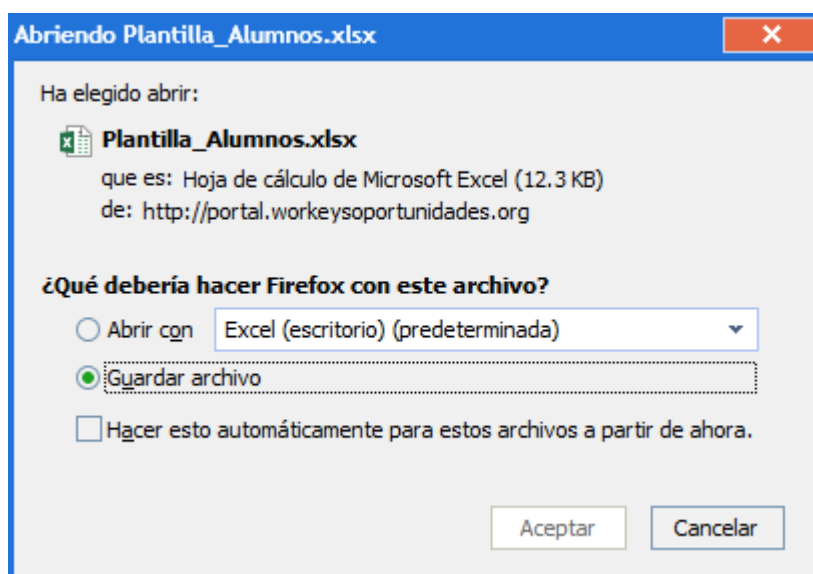 Abriendo Plantilla_Alumnos.xlsx
Ha elegido abrir:
Plantilla_Alumnos.xlsx
que es: Hoja de cálculo de Microsoft Excel (12.3 KB)
de: http://portal.workeysoportunidades.org
¿Qué debería hacer Firefox con este archivo?
Abrir con Excel (escritorio) (predeterminada)
Guardar archivo
Hacer esto automáticamente para estos archivos a partir de ahora.
Aceptar Cancelar